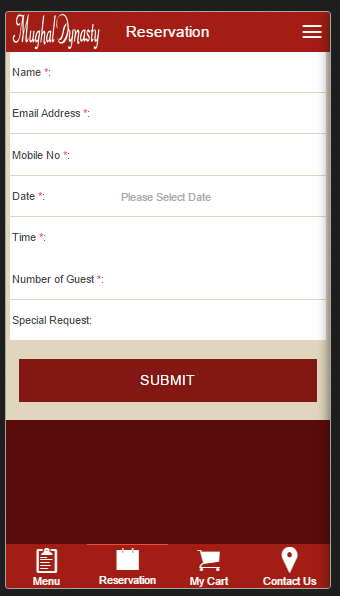 Mughal Dynasty Reservation
Name *:
Email Address *:
Mobile No *:
Date *: Please Select Date
Time *:
Number of Guest *:
Special Request:
SUBMIT
Menu Reservation My Cart Contact Us